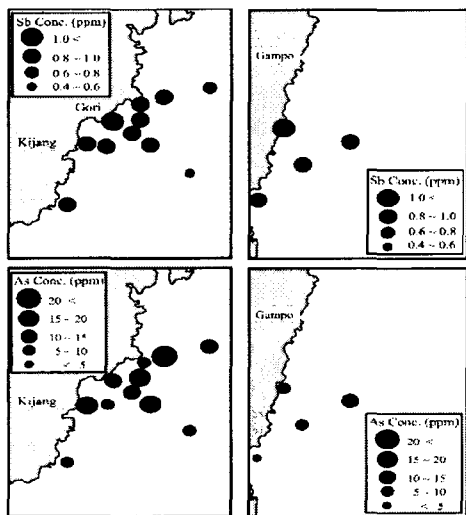 Sb Conc. (ppm)
1.0 <
0.8 ~ 1.0
0.6 ~ 0.8
0.4 ~ 0.6
Gori
Kijang
Gampo
Sb Conc. (ppm)
1.0 <
0.8 ~ 1.0
0.6 ~ 0.8
0.4 ~ 0.6
As Conc. (ppm)
20 <
15 ~ 20
10 ~ 15
5 ~ 10
< 5
Kijang
Gampo
As Conc. (ppm)
20 <
15 ~ 20
10 ~ 15
5 ~ 10
< 5